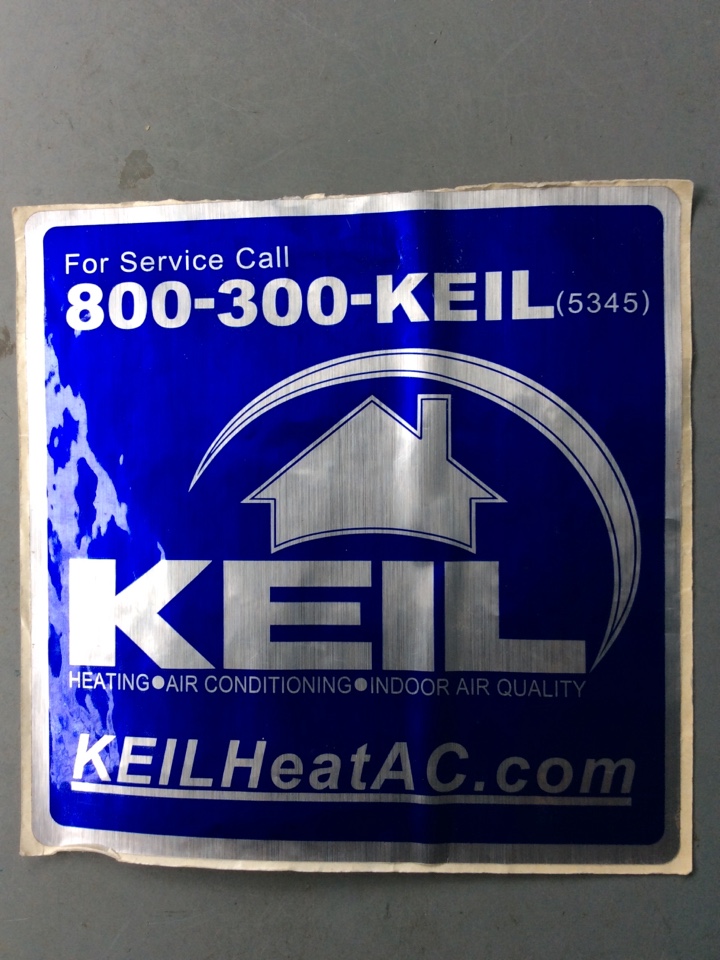 For Service Call
800-300-KEIL(5345)
KEIL
HEATING●AIR CONDITIONING●INDOOR AIR QUALITY
KEILHeatAC.com